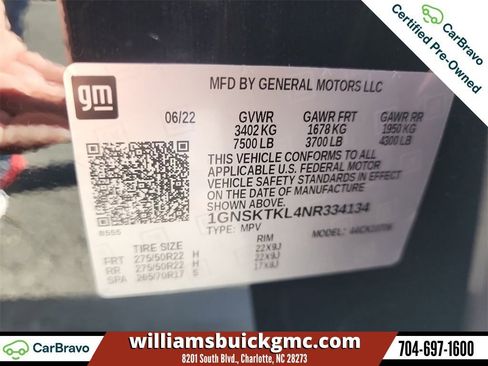 CarBravo
Certified Pre-Owned
gm
MFD BY GENERAL MOTORS LLC
06/22 GVWR GAWR FRT GAWR RR
3402 KG 1678 KG 1950 KG
7500 LB 3700 LB 4300 LB
THIS VEHICLE CONFORMS TO ALL
APPLICABLE U.S. FEDERAL MOTOR
VEHICLE SAFETY STANDARDS IN EFFECT
ON THE DATE OF MANUFACTURE
SHOWN ABOVE.
1GNSKTKL4NR334134
TYPE: MPV MODEL:
TIRE SIZE RIM
FRT 275/50R22 H 22X9J
RR 275/50R22 H 22X9J
SPA 265/70R17 S 17X8J
CarBravo
williamsbuickgmc.com
8201 South Blvd., Charlotte, NC 28273
704-697-1600